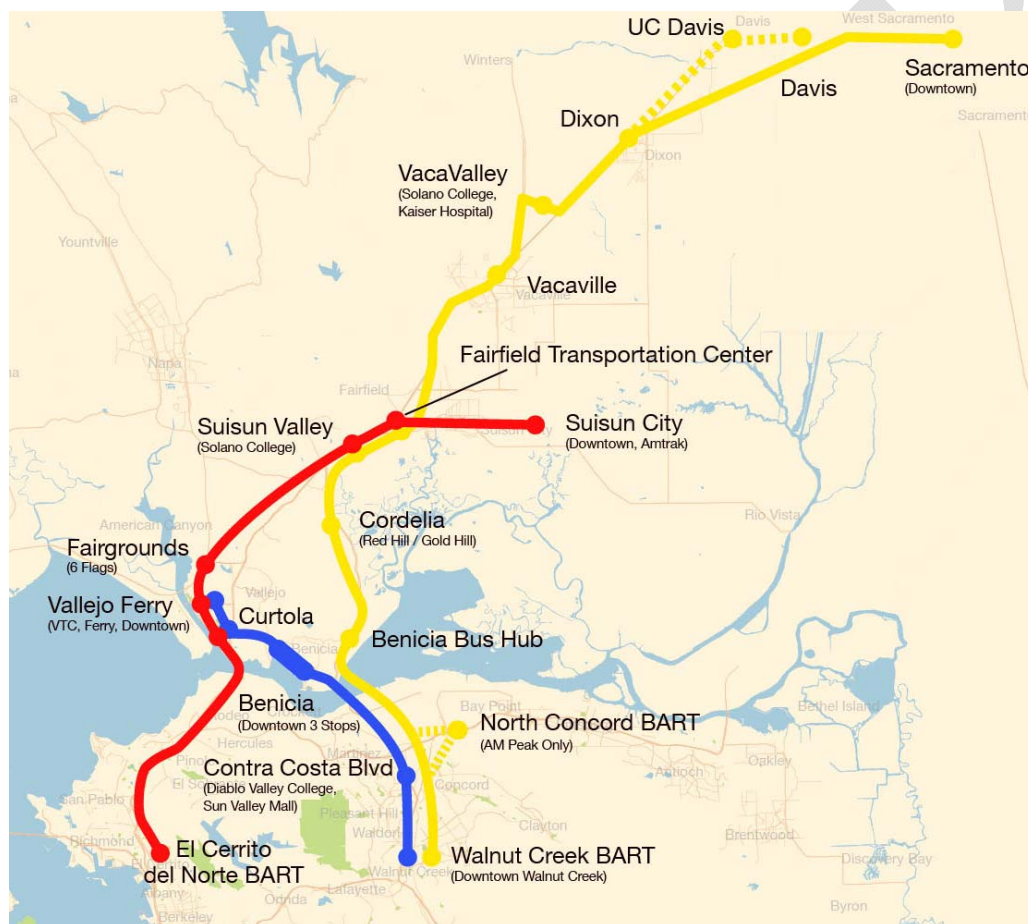 UC Davis
Davis
West Sacramento
Winters
Sacramento
(Downtown)
Davis
Dixon
Sacramento
Dixon
VacaValley
(Solano College,
Kaiser Hospital)
Yountville
Vacaville
Vacaville
Fairfield Transportation Center
Napa
Fairfield
Suisun Valley
(Solano College)
Suisun City
(Downtown, Amtrak)
Rio Vista
American Canyon
Cordelia
(Red Hill / Gold Hill)
Fairgrounds
(6 Flags)
Vallejo
Vallejo Ferry
(VTC, Ferry, Downtown)
Curtola
Benicia
Benicia Bus Hub
Benicia
(Downtown 3 Stops)
Bay Point
Bethel Island
North Concord BART
(AM Peak Only)
Hercules
Martinez
Contra Costa Blvd
(Diablo Valley College,
Sun Valley Mall)
Antioch
Oakley
Concord
San Pablo
Pleasant Hill
Clayton
Brentwood
Richmond
El Cerrito
del Norte BART
Walnut Creek BART
(Downtown Walnut Creek)
Walnut Creek
Discovery Bay
Albany
Lafayette
Orinda
Byron
Berkeley